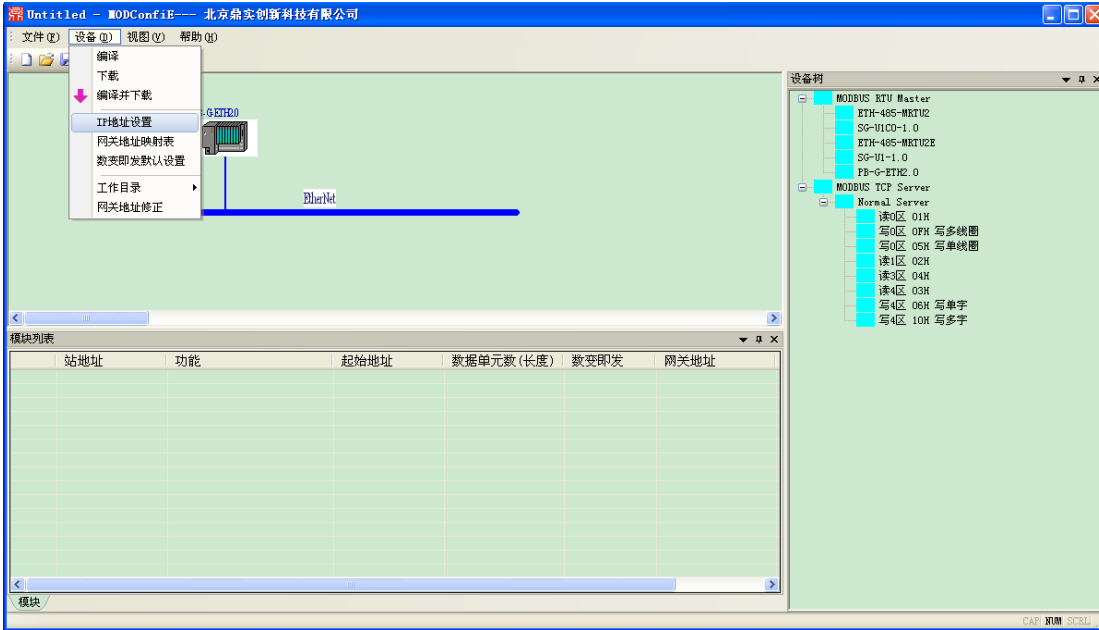 Untitled - MODConfiE--- 北京鼎实创新科技有限公司
文件(F) 设备(D) 视图(V) 帮助(H)
编译
下载
编译并下载
IP地址设置
网关地址映射表
数变即发默认设置
工作目录
网关地址修正
-G-ETH20
EtherNet
设备树
MODBUS RTU Master
ETH-485-MRTU2
SG-U1CO-1.0
ETH-485-MRTU2E
SG-U1-1.0
PB-G-ETH2.0
MODBUS TCP Server
Normal Server
读0区 01H
写0区 0FH 写多线圈
写0区 05H 写单线圈
读1区 02H
读3区 04H
读4区 03H
写4区 06H 写单字
写4区 10H 写多字
模块列表
站地址 功能 起始地址 数据单元数(长度) 数变即发 网关地址
模块
CAP NUM SCRL